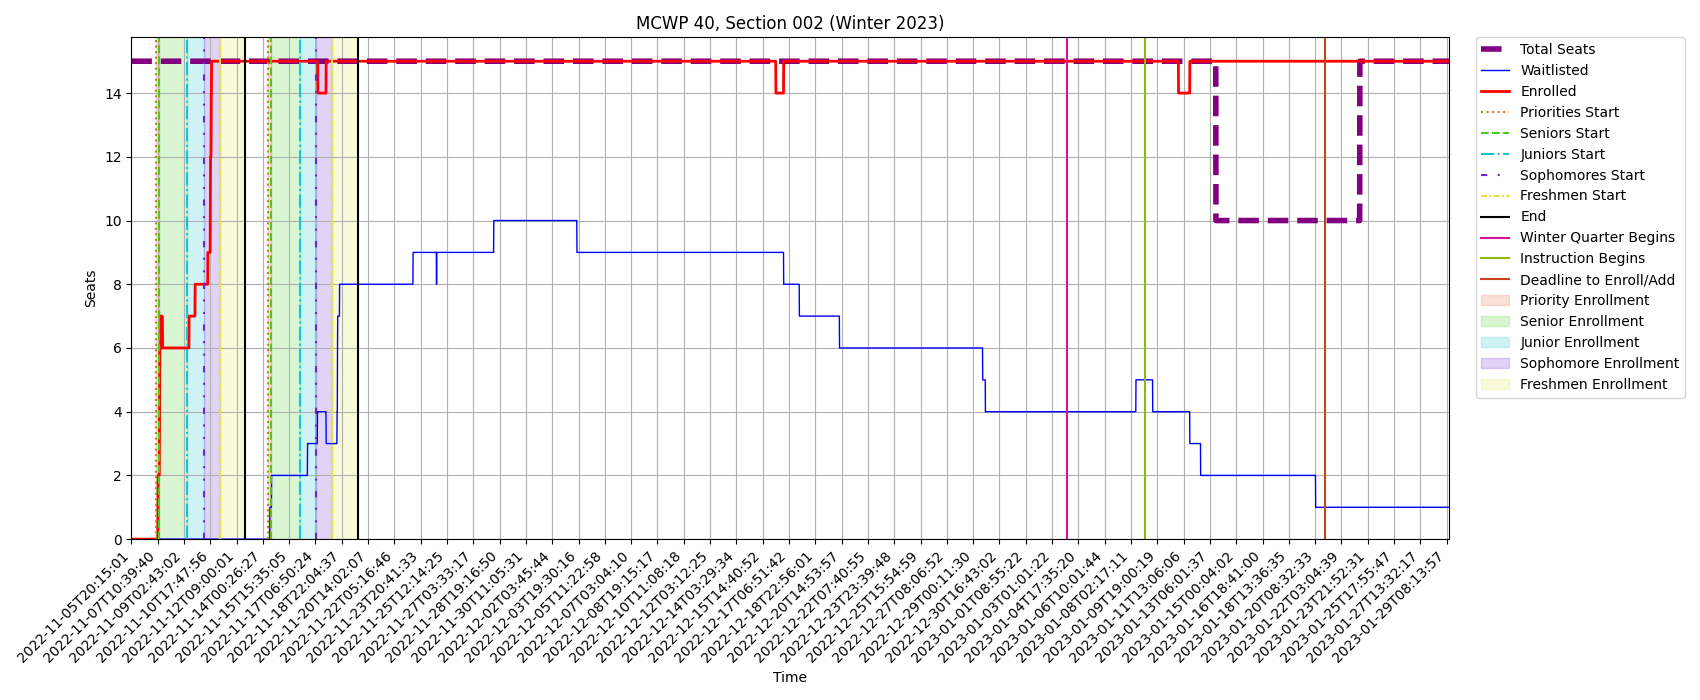 MCWP 40, Section 002 (Winter 2023)
Seats
14
12
10
8
6
4
2
0
2022-11-05T20:15:01
2022-11-07T10:39:40
2022-11-09T02:43:02
2022-11-10T17:47:56
2022-11-12T09:00:01
2022-11-14T00:26:27
2022-11-15T15:35:05
2022-11-17T06:50:24
2022-11-18T22:04:37
2022-11-20T14:02:07
2022-11-22T05:16:46
2022-11-23T20:41:33
2022-11-25T12:14:25
2022-11-27T03:33:17
2022-11-28T19:16:50
2022-11-30T11:05:31
2022-12-02T03:45:44
2022-12-03T19:30:16
2022-12-05T11:22:58
2022-12-07T03:04:10
2022-12-08T19:15:17
2022-12-10T11:08:18
2022-12-12T03:12:25
2022-12-14T03:29:34
2022-12-15T14:40:52
2022-12-17T06:51:42
2022-12-18T22:56:01
2022-12-20T14:53:57
2022-12-22T07:40:55
2022-12-23T23:39:48
2022-12-25T15:54:59
2022-12-27T08:06:52
2022-12-29T00:11:30
2022-12-30T16:43:02
2023-01-01T08:55:22
2023-01-03T01:01:22
2023-01-04T17:35:20
2023-01-06T10:01:44
2023-01-08T02:17:11
2023-01-09T19:00:19
2023-01-11T13:06:06
2023-01-13T06:01:37
2023-01-15T00:04:02
2023-01-16T18:41:00
2023-01-18T13:36:35
2023-01-20T08:32:33
2023-01-22T03:04:39
2023-01-23T21:52:31
2023-01-25T17:55:47
2023-01-27T13:32:17
2023-01-29T08:13:57
Time
Total Seats
Waitlisted
Enrolled
Priorities Start
Seniors Start
Juniors Start
Sophomores Start
Freshmen Start
End
Winter Quarter Begins
Instruction Begins
Deadline to Enroll/Add
Priority Enrollment
Senior Enrollment
Junior Enrollment
Sophomore Enrollment
Freshmen Enrollment